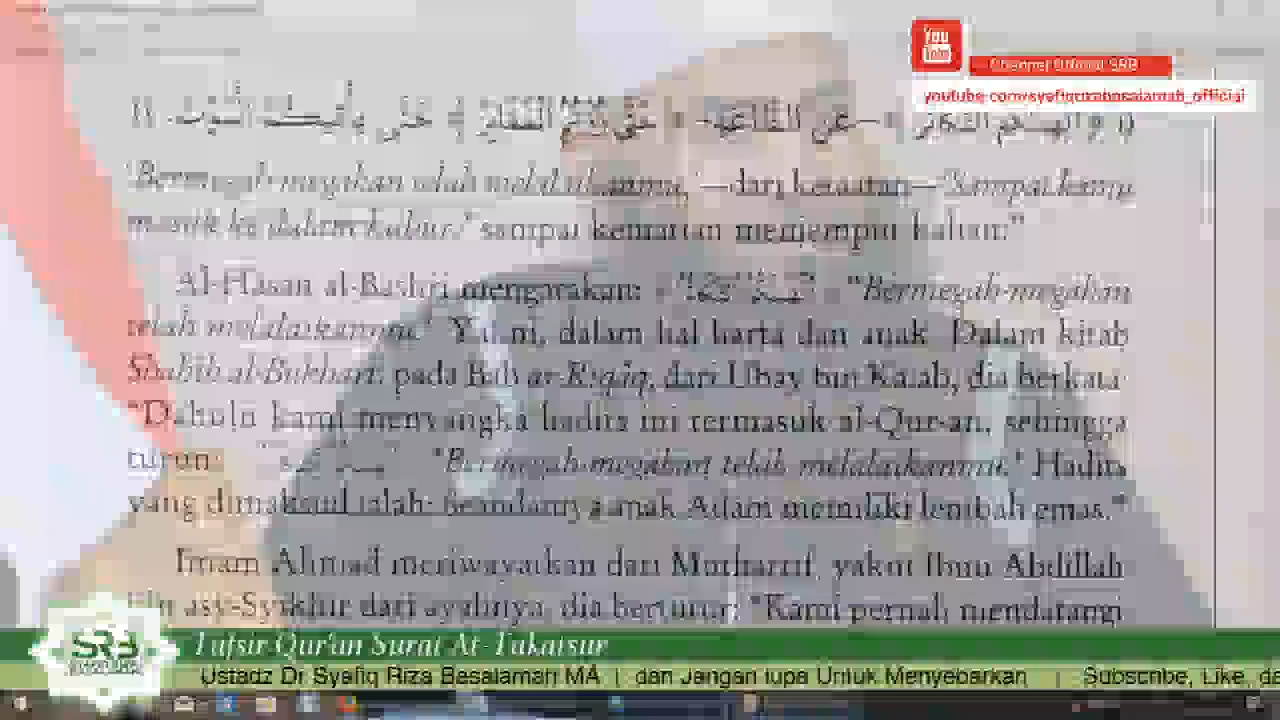 You Tube
Channel Official SRB
youtube.com/syafiqrizabasalamah_official
"Bermegah-megahan telah melalaikanmu,"—dari ketaatan—"Sampai kamu
masuk ke dalam kubur." sampai kematian menjemput kalian."
Al-Hasan al-Bashri mengatakan: "Bermegah-megahan
telah melalaikanmu." Yakni, dalam hal harta dan anak. Dalam kitab
Shahih al-Bukhari, pada Bab ar-Riqaq, dari Ubay bin Ka'ab, dia berkata:
"Dahulu kami menyangka hadits ini termasuk al-Qur-an, sehingga
turun: "Bermegah-megahan telah melalaikanmu." Hadits
yang dimaksud ialah: Seandainya anak Adam memiliki lembah emas."
Imam Ahmad meriwayatkan dari Mutharrif, yakni Ibnu Abdillah
bin asy-Syikhkhir dari ayahnya, dia bertutur: "Kami pernah mendatangi
SRB
Tafsir Qur'an Surat At-Takatsur
Ustadz Dr Syafiq Riza Basalamah MA | dan Jangan lupa Untuk Menyebarkan | Subscribe, Like, da